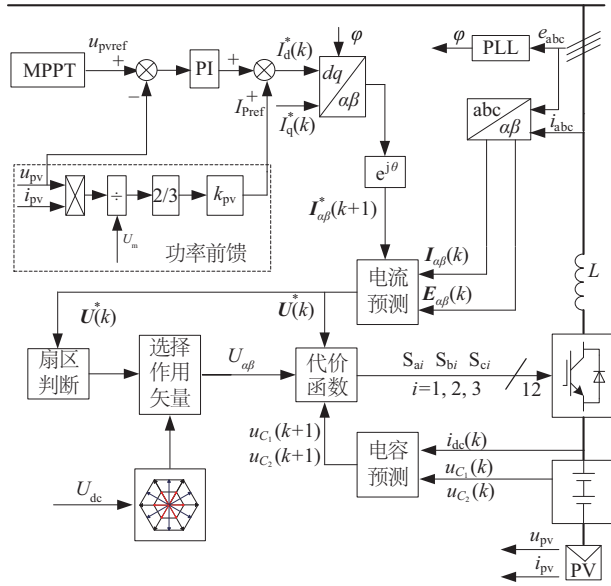 MPPT
u_pvref
+
−
PI
+
+
I_d^*(k)
I_Pref
I_q^*(k)
φ
dq
αβ
φ
PLL
e_abc
abc
αβ
i_abc
e^jθ
u_pv
i_pv
÷
2/3
k_pv
U_m
功率前馈
I_αβ^*(k+1)
电流
预测
I_αβ(k)
E_αβ(k)
L
U^*(k)
U^*(k)
扇区
判断
选择
作用
矢量
U_αβ
代价
函数
S_ai S_bi S_ci
i=1, 2, 3
12
u_C1(k+1)
u_C2(k+1)
电容
预测
i_dc(k)
u_C1(k)
u_C2(k)
U_dc
u_pv
i_pv
PV